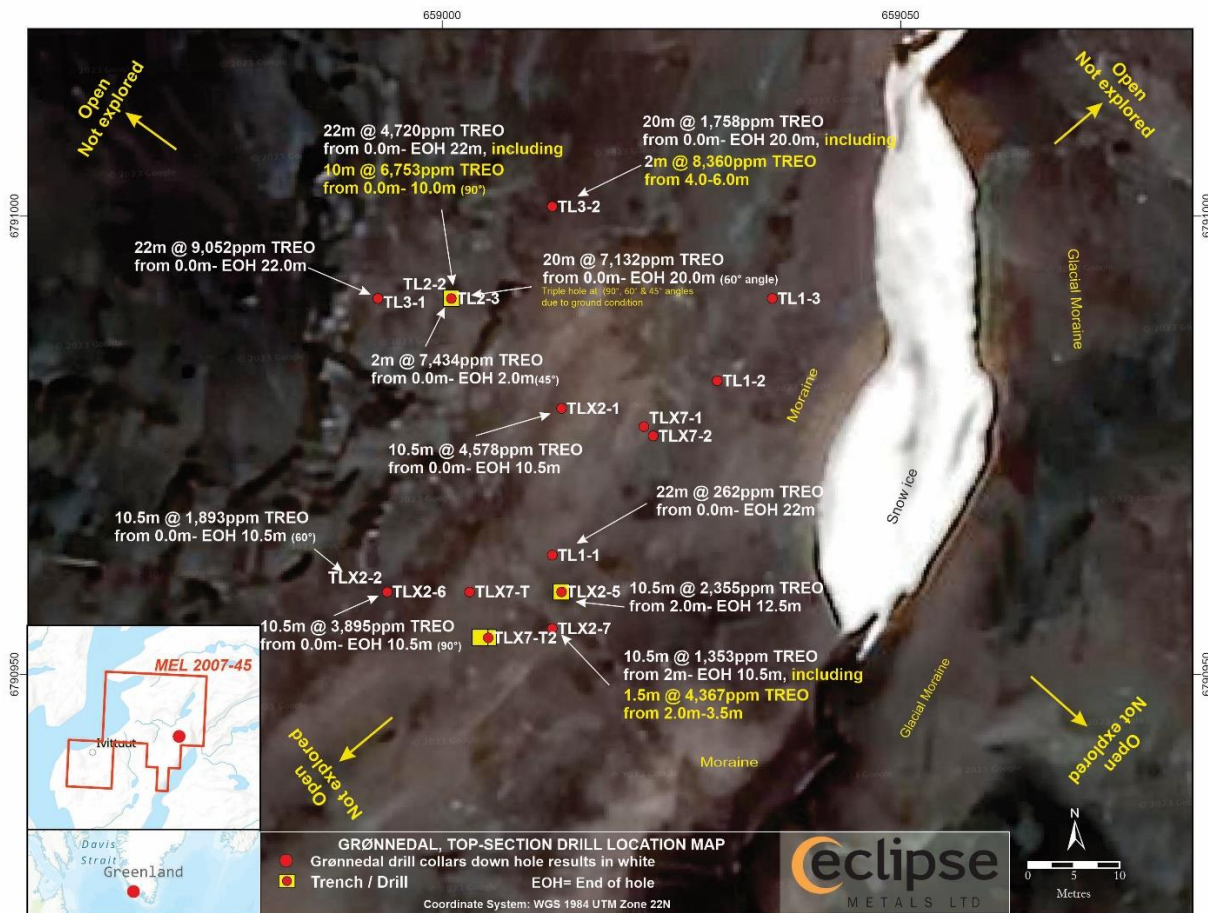 659000
659050
6791000
6790950
6791000
6790950
Open
Not explored
Open
Not explored
22m @ 4,720ppm TREO
from 0.0m- EOH 22m, including
10m @ 6,753ppm TREO
from 0.0m- 10.0m (90°)
20m @ 1,758ppm TREO
from 0.0m- EOH 20.0m, including
2m @ 8,360ppm TREO
from 4.0-6.0m
TL3-2
22m @ 9,052ppm TREO
from 0.0m- EOH 22.0m
TL3-1
TL2-2
TL2-3
20m @ 7,132ppm TREO
from 0.0m- EOH 20.0m (60° angle)
Triple hole at (90°, 60° & 45° angles
due to ground condition
TL1-3
Glacial Moraine
2m @ 7,434ppm TREO
from 0.0m- EOH 2.0m(45°)
TL1-2
Moraine
TLX2-1
TLX7-1
TLX7-2
10.5m @ 4,578ppm TREO
from 0.0m- EOH 10.5m
22m @ 262ppm TREO
from 0.0m- EOH 22m
TL1-1
Snow ice
10.5m @ 1,893ppm TREO
from 0.0m- EOH 10.5m (60°)
TLX2-2
TLX2-6
TLX7-T
TLX2-5
10.5m @ 2,355ppm TREO
from 2.0m- EOH 12.5m
10.5m @ 3,895ppm TREO
from 0.0m- EOH 10.5m (90°)
TLX7-T2
TLX2-7
10.5m @ 1,353ppm TREO
from 2m- EOH 10.5m, including
1.5m @ 4,367ppm TREO
from 2.0m-3.5m
Glacial Moraine
Moraine
Open
Not explored
Open
Not explored
MEL 2007-45
Ivittuut
Davis
Strait
Greenland
GRØNNEDAL, TOP-SECTION DRILL LOCATION MAP
Grønnedal drill collars down hole results in white
Trench / Drill
EOH= End of hole
Coordinate System: WGS 1984 UTM Zone 22N
eclipse
METALS LTD
N
0
10
Metres